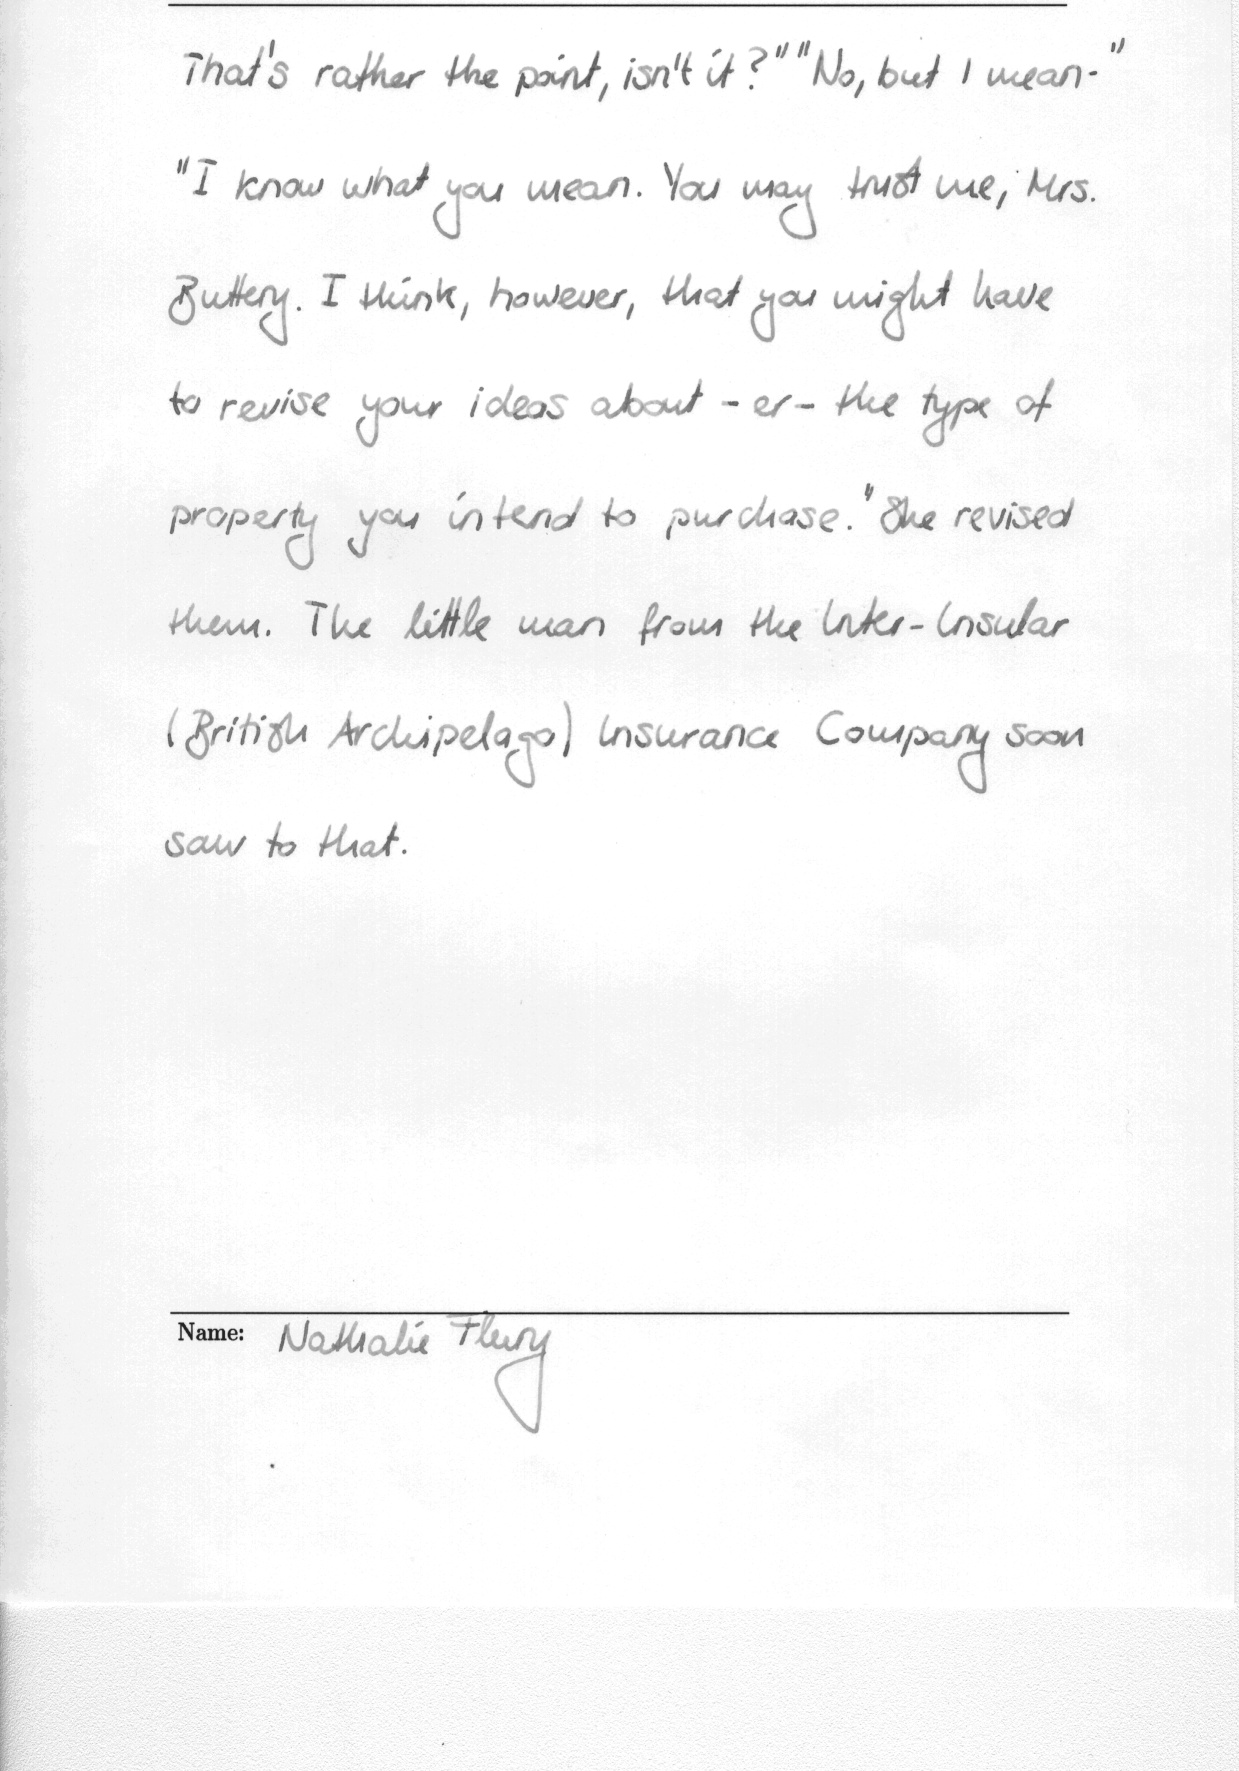 That's rather the point, isn't it?" "No, but I mean-"
"I know what you mean. You may trust me, Mrs.
Buttery. I think, however, that you might have
to revise your ideas about - er - the type of
property you intend to purchase." She revised
them. The little man from the Inter-Insular
(British Archipelago) Insurance Company soon
saw to that.
Name: Nathalie Flury